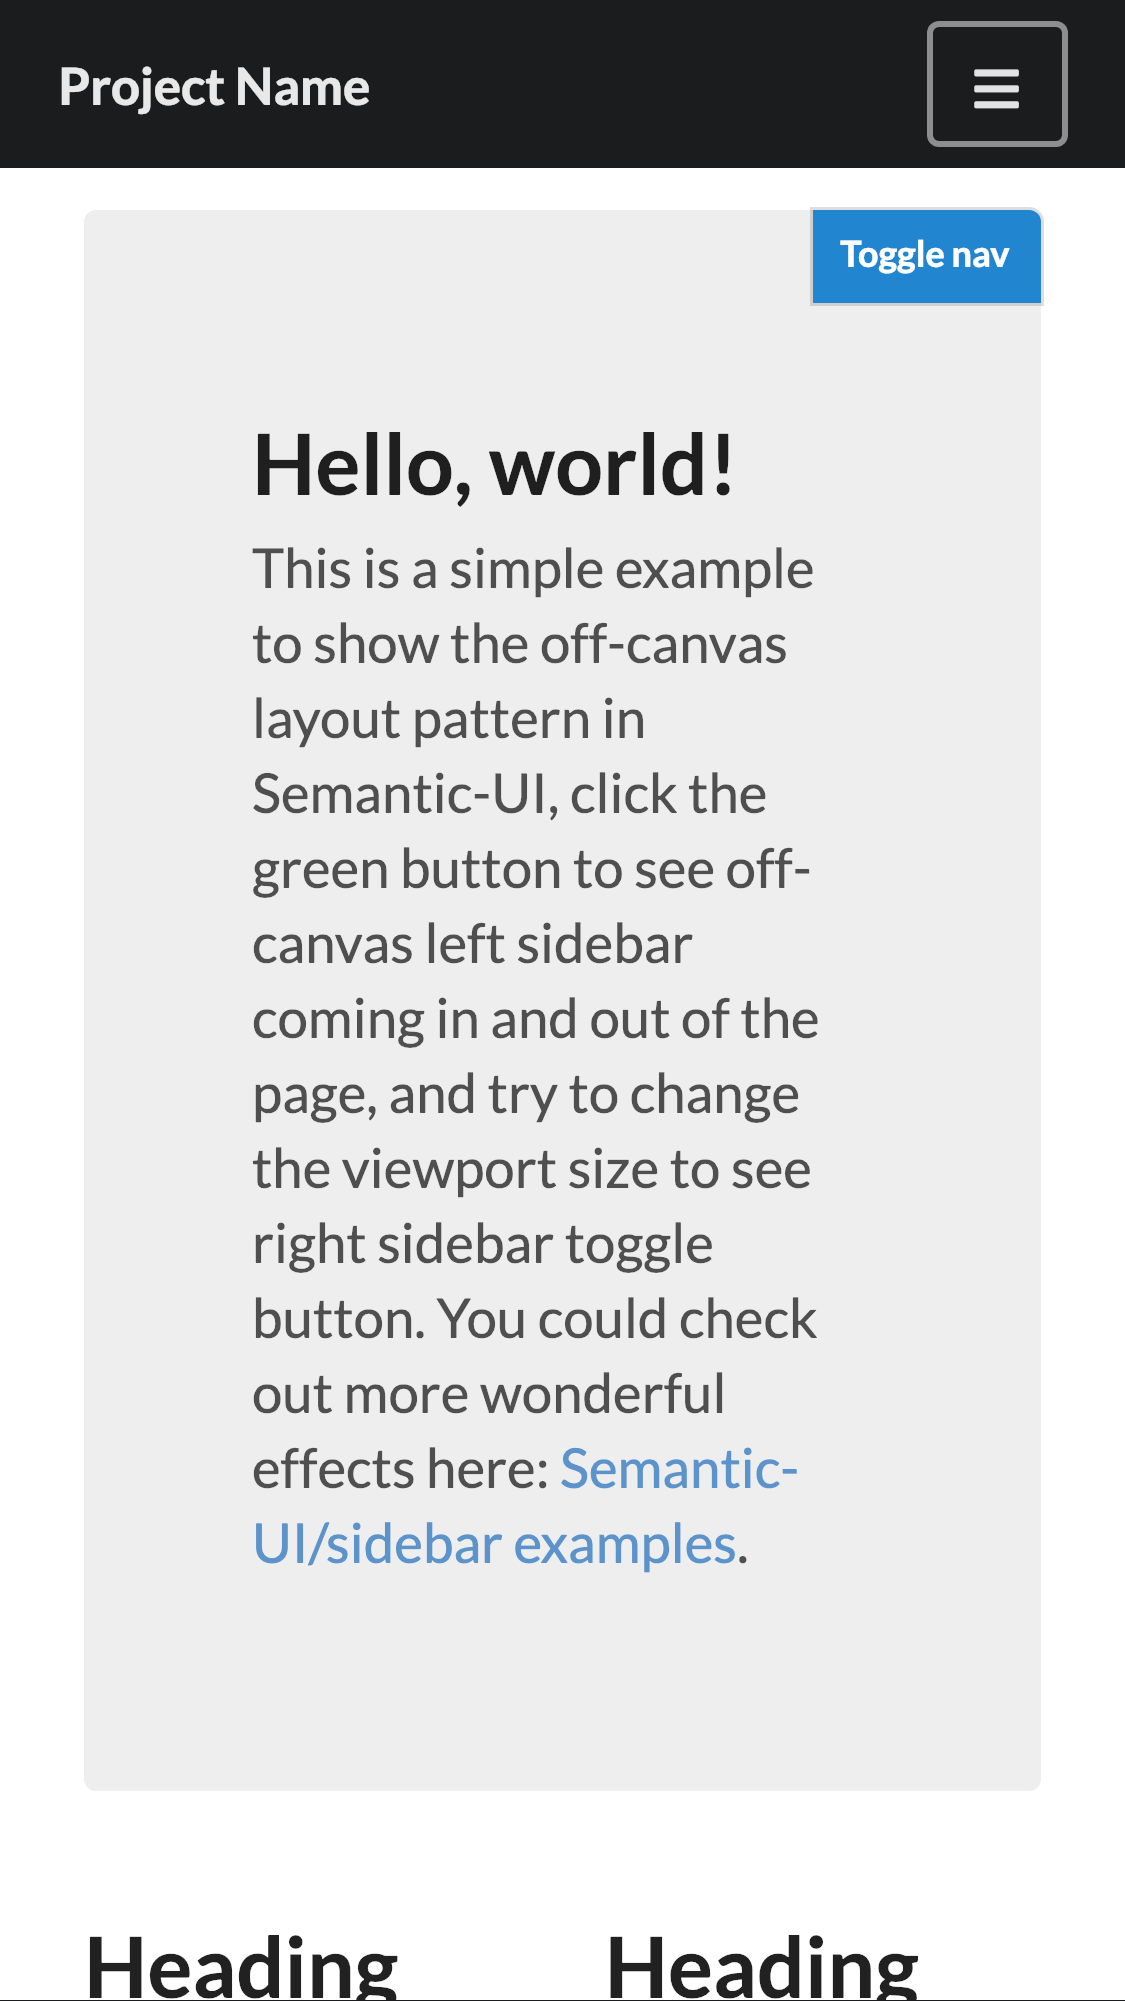 Project Name
Toggle nav
Hello, world!
This is a simple example
to show the off-canvas
layout pattern in
Semantic-UI, click the
green button to see off-
canvas left sidebar
coming in and out of the
page, and try to change
the viewport size to see
right sidebar toggle
button. You could check
out more wonderful
effects here: Semantic-
UI/sidebar examples.
Heading Heading